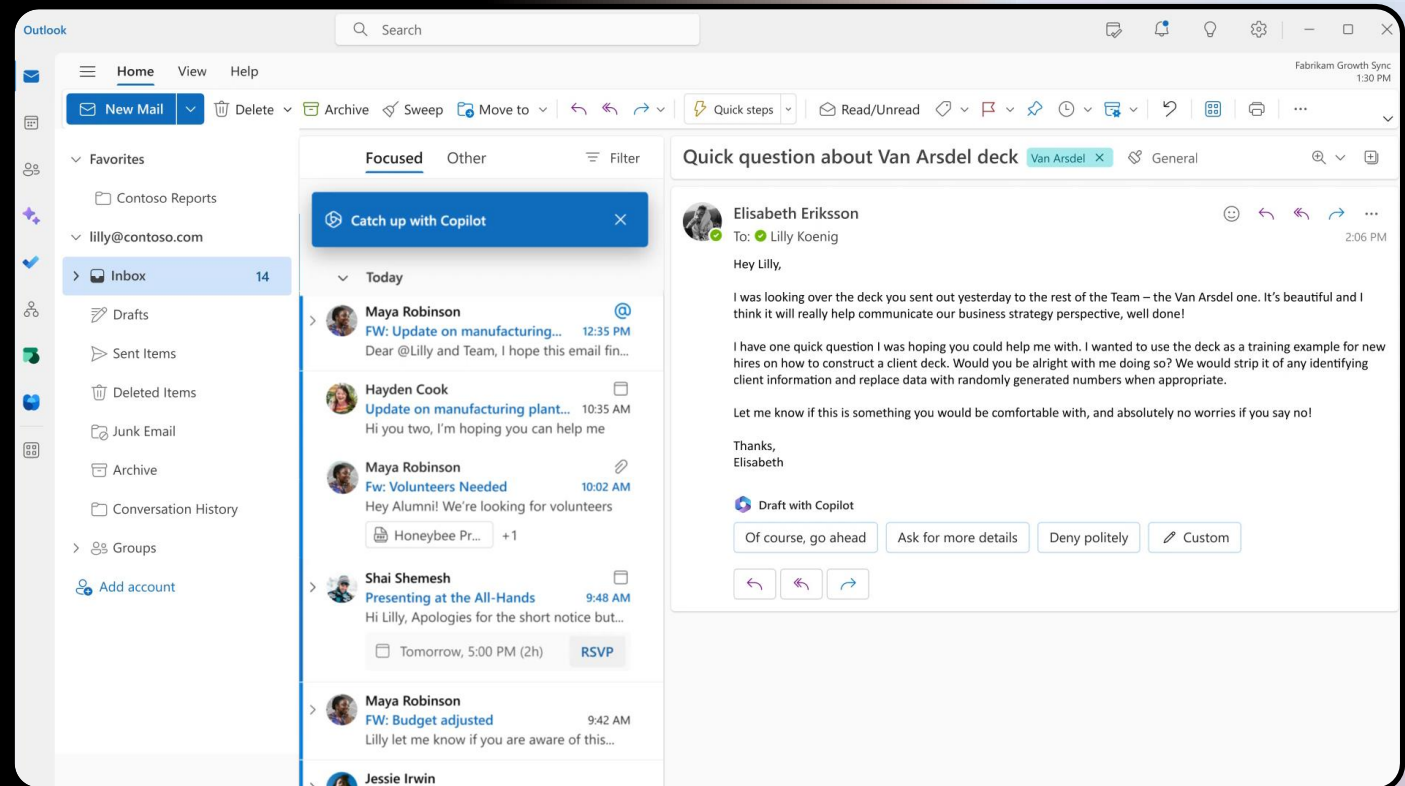 Outlook
Search
Home View Help
Fabrikam Growth Sync
1:30 PM
New Mail Delete Archive Sweep Move to Quick steps Read/Unread
Favorites
Contoso Reports
lilly@contoso.com
Inbox 14
Drafts
Sent Items
Deleted Items
Junk Email
Archive
Conversation History
Groups
Add account
Focused Other Filter
Catch up with Copilot
Today
Maya Robinson
FW: Update on manufacturing... 12:35 PM
Dear @Lilly and Team, I hope this email fin...
Hayden Cook
Update on manufacturing plant... 10:35 AM
Hi you two, I'm hoping you can help me
Maya Robinson
Fw: Volunteers Needed 10:02 AM
Hey Alumni! We're looking for volunteers
Honeybee Pr... +1
Shai Shemesh
Presenting at the All-Hands 9:48 AM
Hi Lilly, Apologies for the short notice but...
Tomorrow, 5:00 PM (2h) RSVP
Maya Robinson
FW: Budget adjusted 9:42 AM
Lilly let me know if you are aware of this...
Jessie Irwin
Quick question about Van Arsdel deck Van Arsdel General
Elisabeth Eriksson
To: Lilly Koenig 2:06 PM
Hey Lilly,
I was looking over the deck you sent out yesterday to the rest of the Team – the Van Arsdel one. It's beautiful and I
think it will really help communicate our business strategy perspective, well done!
I have one quick question I was hoping you could help me with. I wanted to use the deck as a training example for new
hires on how to construct a client deck. Would you be alright with me doing so? We would strip it of any identifying
client information and replace data with randomly generated numbers when appropriate.
Let me know if this is something you would be comfortable with, and absolutely no worries if you say no!
Thanks,
Elisabeth
Draft with Copilot
Of course, go ahead Ask for more details Deny politely Custom